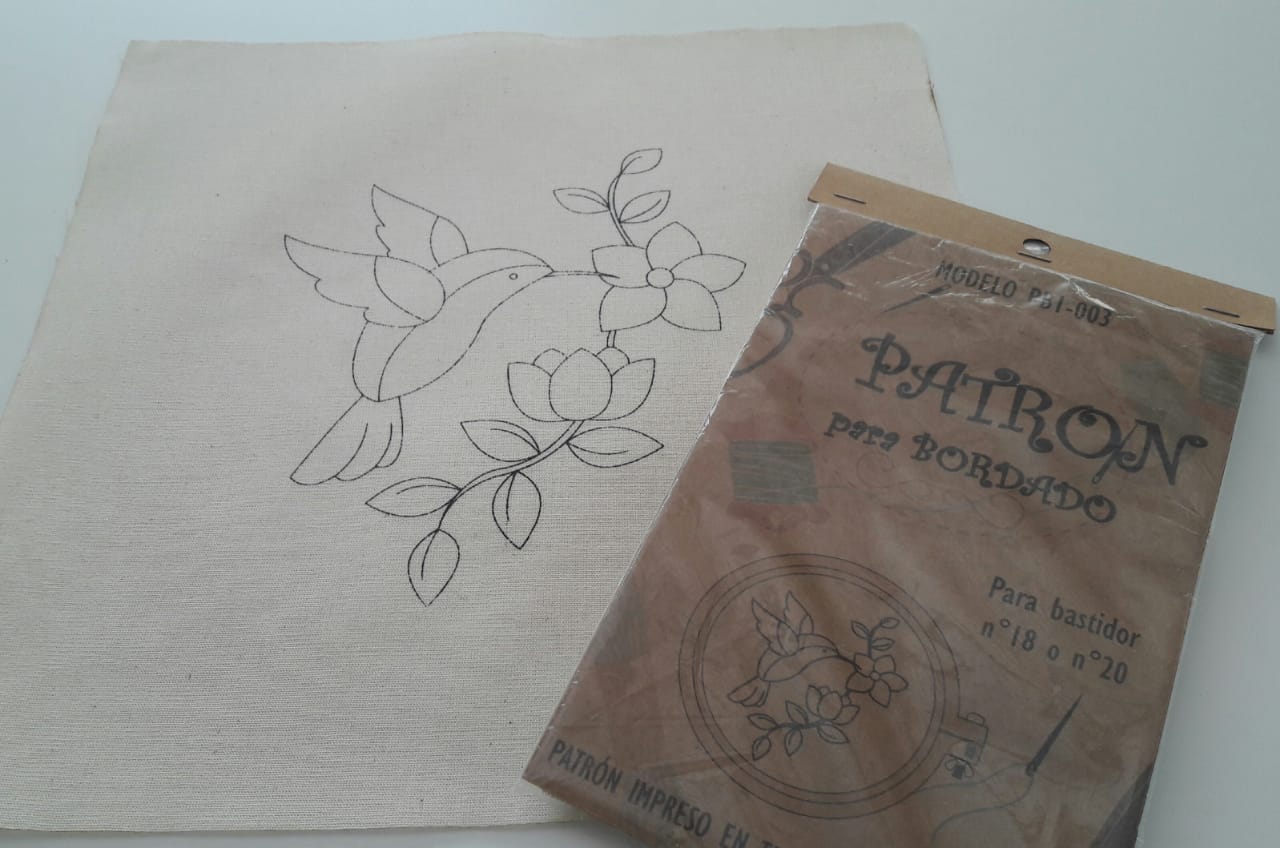 MODELO PB1-003
PATRON
para BORDADO
Para bastidor
n°18 o n°20
PATRÓN IMPRESO EN